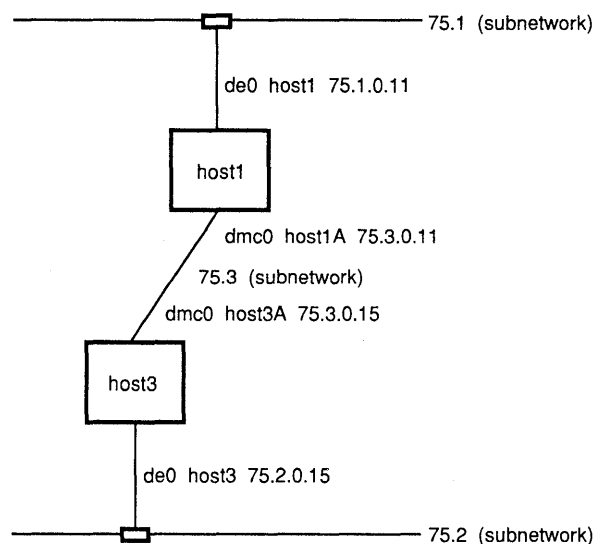 75.1 (subnetwork)
de0 host1 75.1.0.11
host1
dmc0 host1A 75.3.0.11
75.3 (subnetwork)
dmc0 host3A 75.3.0.15
host3
de0 host3 75.2.0.15
75.2 (subnetwork)